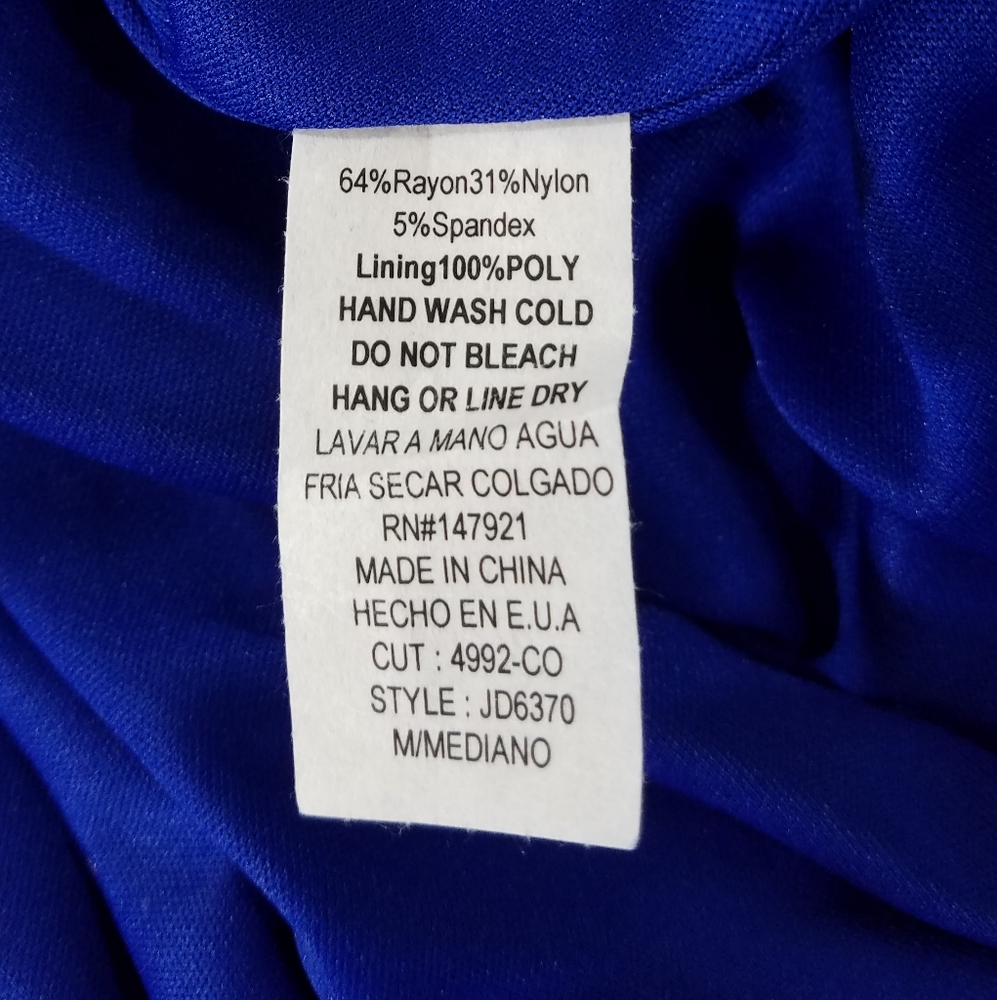 64%Rayon31%Nylon
5%Spandex
Lining100%POLY
HAND WASH COLD
DO NOT BLEACH
HANG OR LINE DRY
LAVAR A MANO AGUA
FRIA SECAR COLGADO
RN#147921
MADE IN CHINA
HECHO EN E.U.A
CUT : 4992-CO
STYLE : JD6370
M/MEDIANO